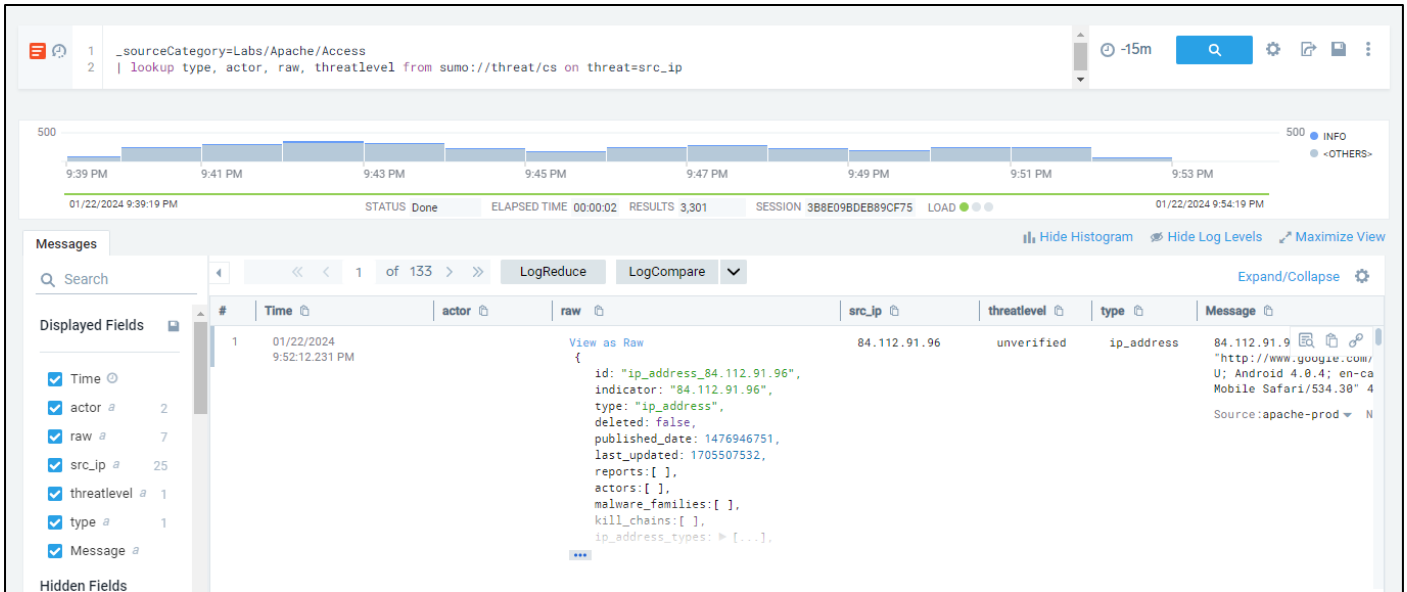 1 _sourceCategory=Labs/Apache/Access
2 | lookup type, actor, raw, threatlevel from sumo://threat/cs on threat=src_ip
-15m
500
500
INFO
<OTHERS>
9:39 PM 9:41 PM 9:43 PM 9:45 PM 9:47 PM 9:49 PM 9:51 PM 9:53 PM
01/22/2024 9:39:19 PM
STATUS Done ELAPSED TIME 00:00:02 RESULTS 3,301 SESSION 3B8E09BDEB89CF75 LOAD
01/22/2024 9:54:19 PM
Messages
Hide Histogram Hide Log Levels Maximize View
Search
1 of 133 LogReduce LogCompare
Expand/Collapse
Displayed Fields
Time
actor a 2
raw a 7
src_ip a 25
threatlevel a 1
type a 1
Message a
Hidden Fields
# Time actor raw src_ip threatlevel type Message
1 01/22/2024
9:52:12.231 PM
View as Raw
{
id: "ip_address_84.112.91.96",
indicator: "84.112.91.96",
type: "ip_address",
deleted: false,
published_date: 1476946751,
last_updated: 1705507532,
reports:[ ],
actors:[ ],
malware_families:[ ],
kill_chains:[ ],
ip_address_types: ▶ [...],
84.112.91.96
unverified
ip_address
84.112.91.9
"http://www.google.com/
U; Android 4.0.4; en-ca
Mobile Safari/534.30" 4
Source:apache-prod N